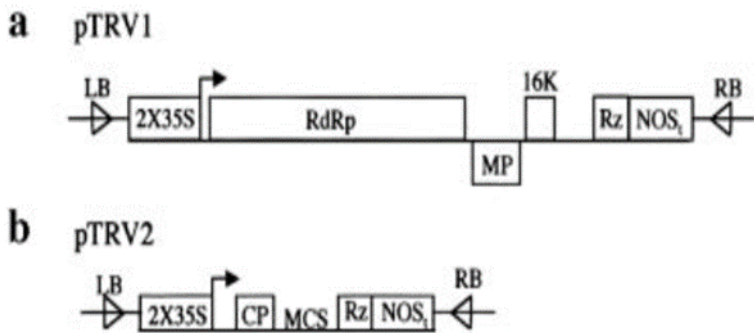 a pTRV1
LB 2X35S RdRp MP 16K Rz NOSt RB
b pTRV2
LB 2X35S CP MCS Rz NOSt RB